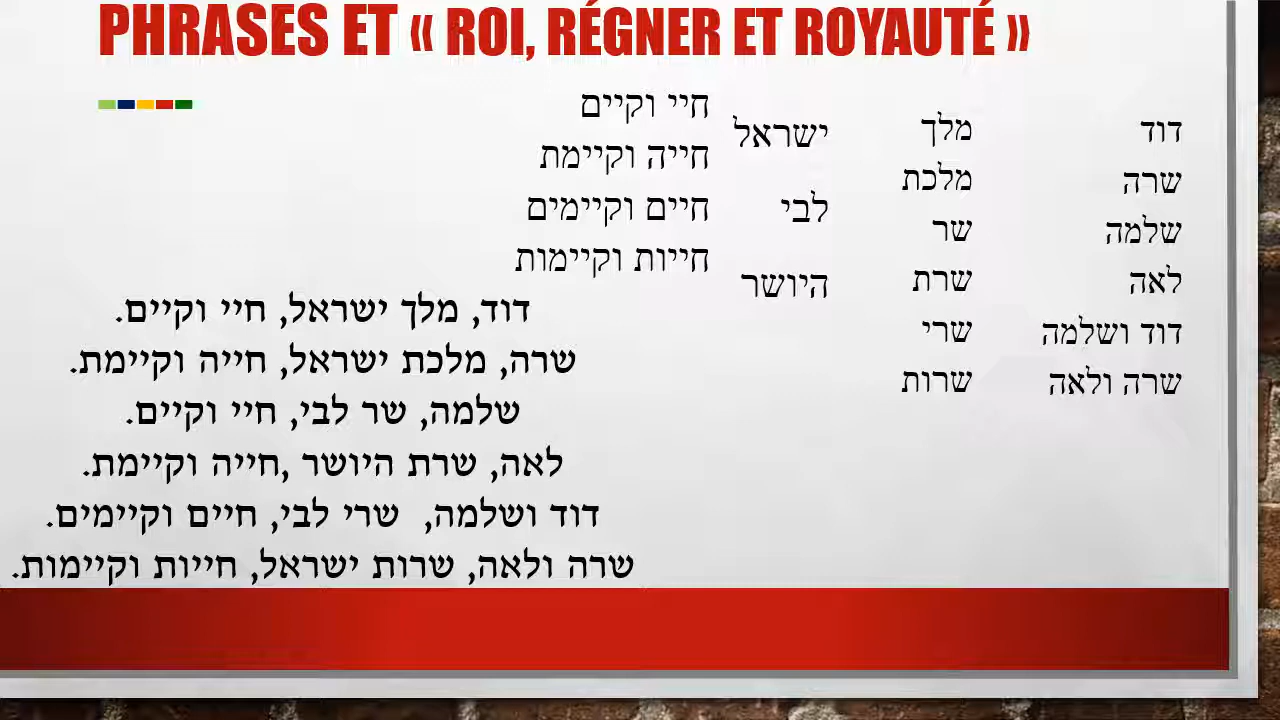 PHRASES ET « ROI, RÉGNER ET ROYAUTÉ »
דוד
שרה
שלמה
לאה
דוד ושלמה
שרה ולאה
מלך
מלכת
שר
שרת
שרי
שרות
ישראל
לבי
היושר
חיי וקיים
חייה וקיימת
חיים וקיימים
חייות וקיימות
דוד, מלך ישראל, חיי וקיים.
שרה, מלכת ישראל, חייה וקיימת.
שלמה, שר לבי, חיי וקיים.
לאה, שרת היושר ,חייה וקיימת.
דוד ושלמה,  שרי לבי, חיים וקיימים.
שרה ולאה, שרות ישראל, חייות וקיימות.